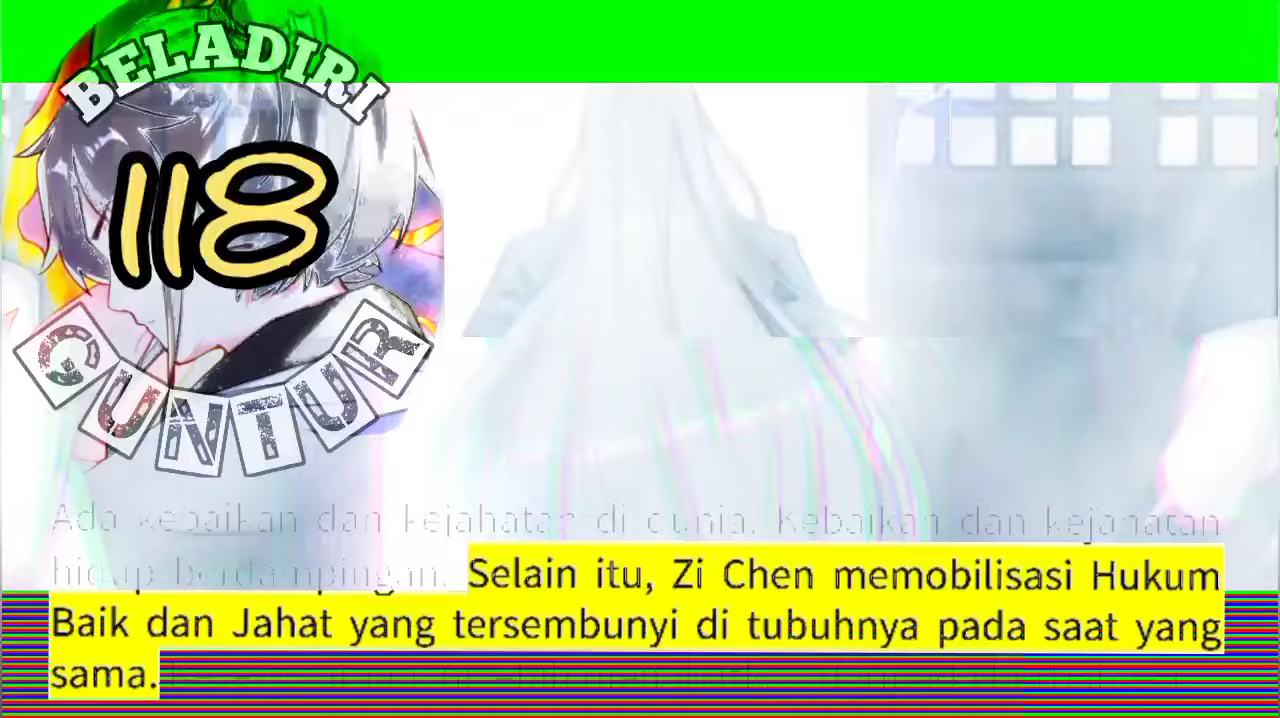 BELADIRI
118
GUNTUR
Ada kebaikan dan kejahatan di dunia. Kebaikan dan kejahatan
hidup berdampingan. Selain itu, Zi Chen memobilisasi Hukum
Baik dan Jahat yang tersembunyi di tubuhnya pada saat yang
sama.